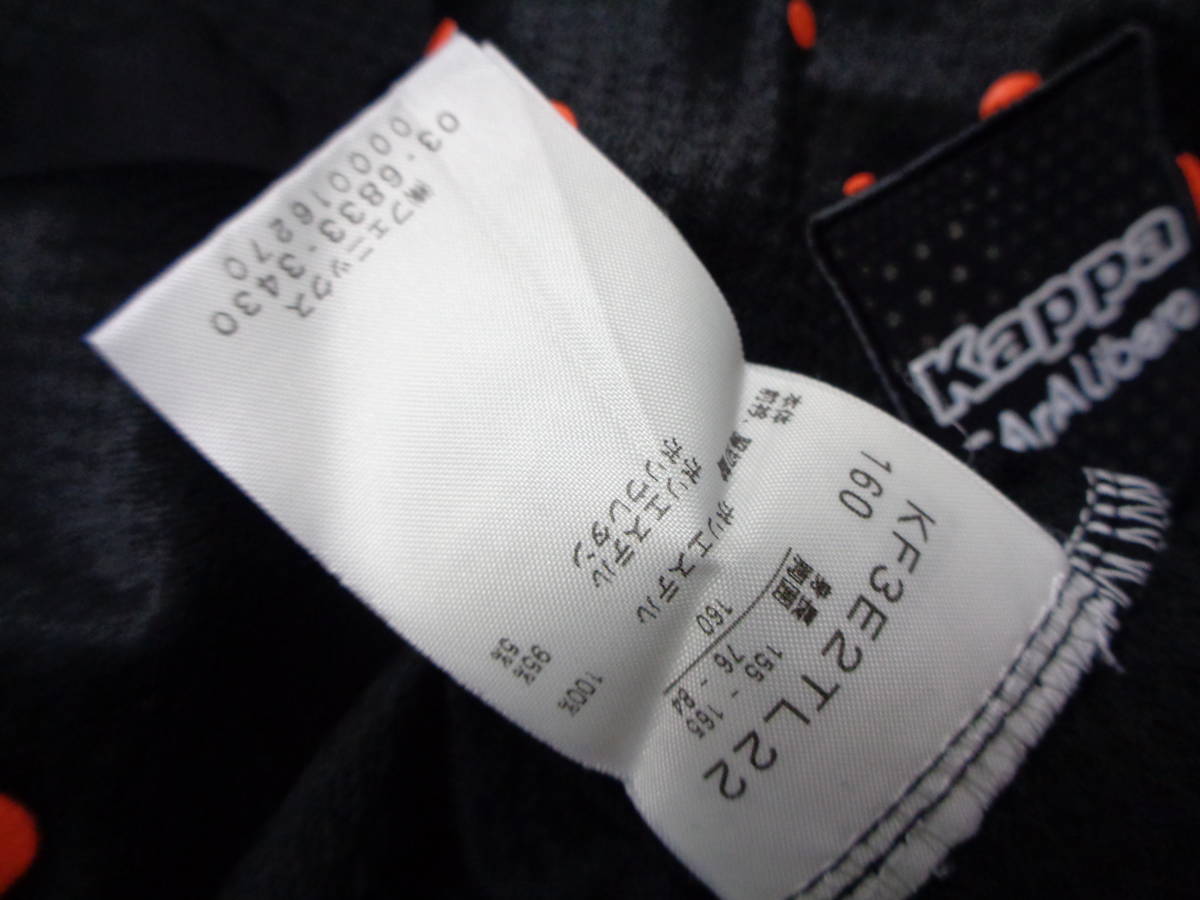 Kappa
-AnAlibero
KF3E2TL22
160
身長 155 - 165
胸囲 76 - 84
160
本体 ポリエステル 100%
ポリエステル 95%
ポリウレタン 5%
㈱フェニックス
03・6833・3430
00016270